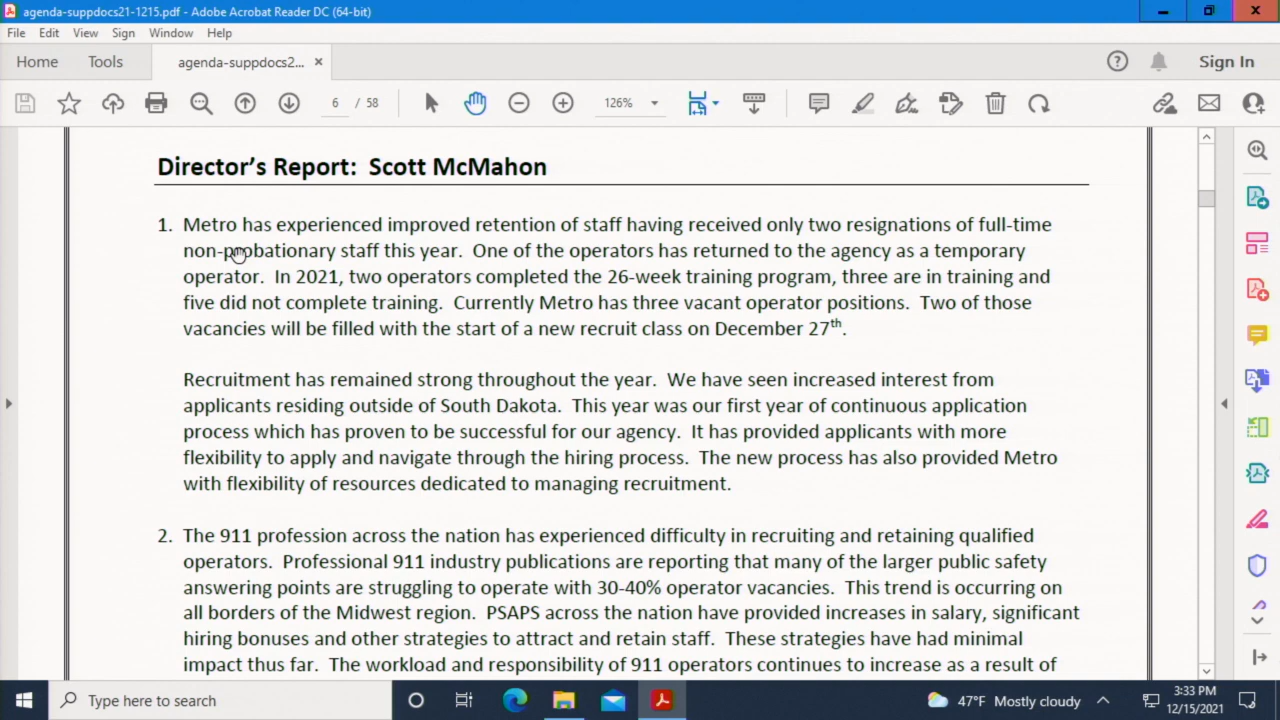 agenda-suppdocs21-1215.pdf - Adobe Acrobat Reader DC (64-bit)
File Edit View Sign Window Help
Home Tools agenda-suppdocs2... × Sign In
6 / 58 126%
Director's Report: Scott McMahon
1. Metro has experienced improved retention of staff having received only two resignations of full-time
non-probationary staff this year. One of the operators has returned to the agency as a temporary
operator. In 2021, two operators completed the 26-week training program, three are in training and
five did not complete training. Currently Metro has three vacant operator positions. Two of those
vacancies will be filled with the start of a new recruit class on December 27th.
Recruitment has remained strong throughout the year. We have seen increased interest from
applicants residing outside of South Dakota. This year was our first year of continuous application
process which has proven to be successful for our agency. It has provided applicants with more
flexibility to apply and navigate through the hiring process. The new process has also provided Metro
with flexibility of resources dedicated to managing recruitment.
2. The 911 profession across the nation has experienced difficulty in recruiting and retaining qualified
operators. Professional 911 industry publications are reporting that many of the larger public safety
answering points are struggling to operate with 30-40% operator vacancies. This trend is occurring on
all borders of the Midwest region. PSAPS across the nation have provided increases in salary, significant
hiring bonuses and other strategies to attract and retain staff. These strategies have had minimal
impact thus far. The workload and responsibility of 911 operators continues to increase as a result of
Type here to search 47°F Mostly cloudy 3:33 PM
12/15/2021